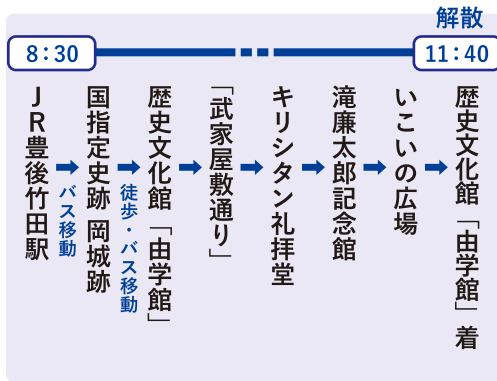 解散
8:30
11:40
JR豊後竹田駅
バス移動
国指定史跡 岡城跡
徒歩・バス移動
歴史文化館「由学館」
「武家屋敷通り」
キリシタン礼拝堂
滝廉太郎記念館
いこいの広場
歴史文化館「由学館」着